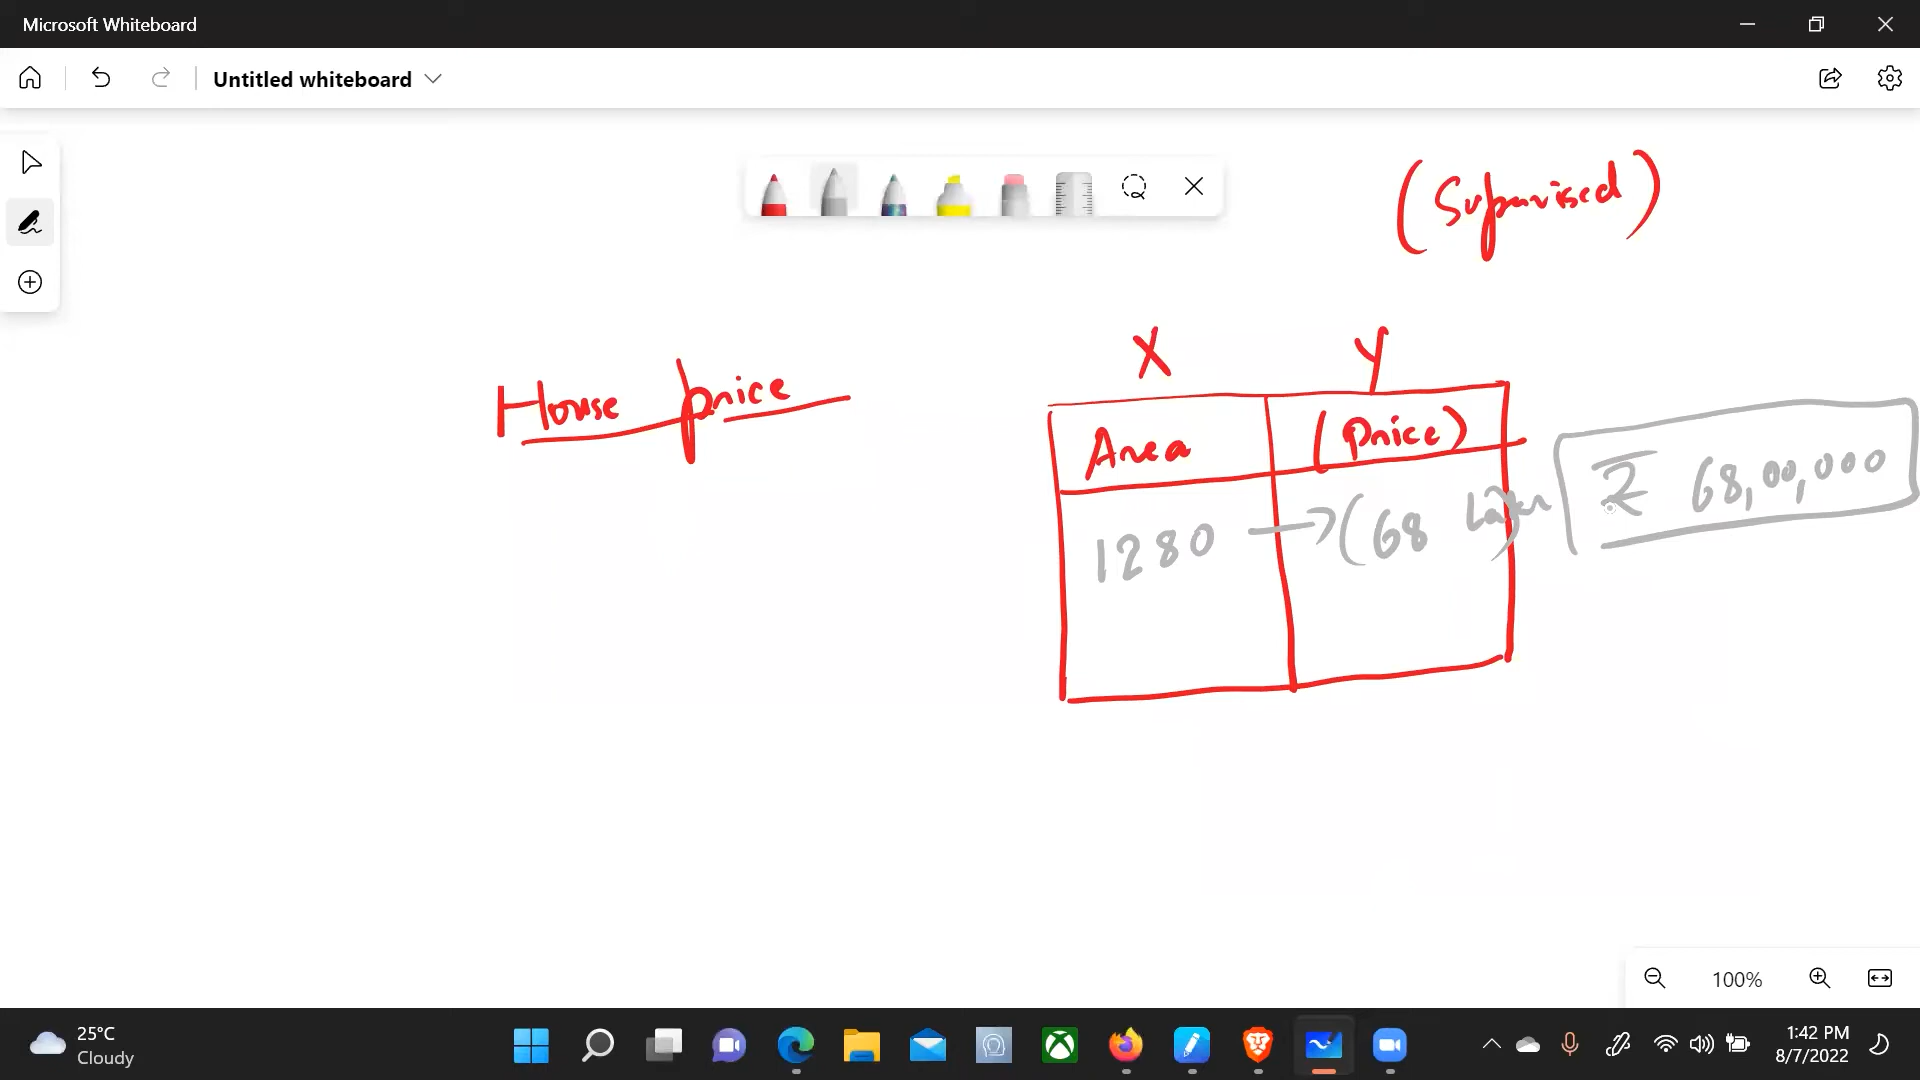 Microsoft Whiteboard
Untitled whiteboard
(Supervised)
X Y
House price
Area (Price)
1280 → (68 ₹ 68,00,000
100%
25°C
Cloudy
1:42 PM
8/7/2022